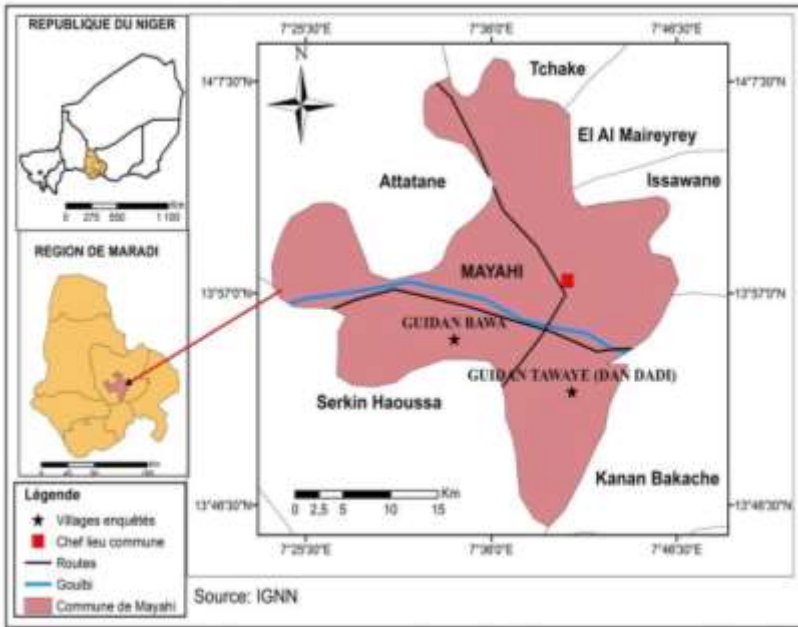 REPUBLIQUE DU NIGER
Km
0 275 550 1 100
REGION DE MARADI
Légende
Villages enquêtés
Chef lieu commune
Routes
Goulbi
Commune de Mayahi
7°25'30"E 7°36'0"E 7°46'30"E
14°7'30"N
13°57'0"N
13°46'30"N
N
Tchake
El Al Maireyrey
Issawane
Attatane
MAYAHI
GUIDAN BAWA
GUIDAN TAWAYE (DAN DADI)
Serkin Haoussa
Kanan Bakache
Km
0 2,5 5 10 15
14°7'30"N
13°57'0"N
13°46'30"N
7°25'30"E 7°36'0"E 7°46'30"E
Source: IGNN